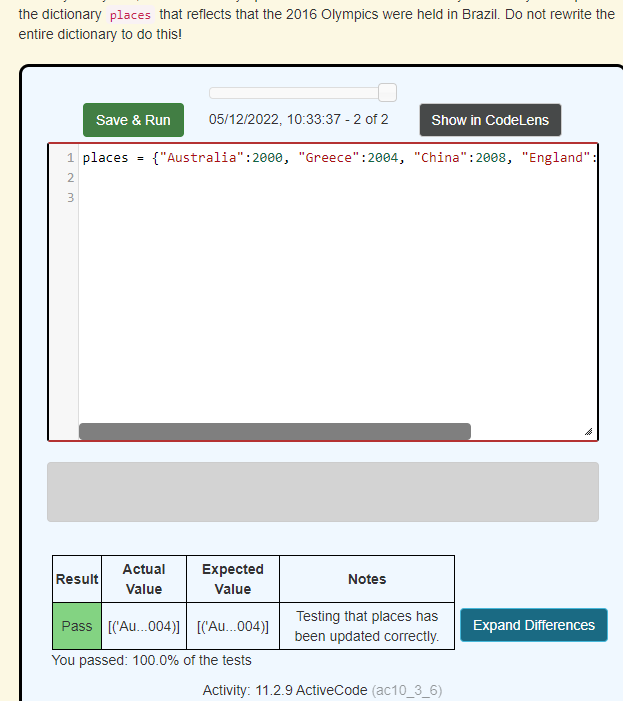 the dictionary places that reflects that the 2016 Olympics were held in Brazil. Do not rewrite the
entire dictionary to do this!
Save & Run
05/12/2022, 10:33:37 - 2 of 2
Show in CodeLens
1 places = {"Australia":2000, "Greece":2004, "China":2008, "England":
2
3
Result
Actual Value
Expected Value
Notes
Pass
[('Au...004)]
[('Au...004)]
Testing that places has
been updated correctly.
Expand Differences
You passed: 100.0% of the tests
Activity: 11.2.9 ActiveCode (ac10_3_6)